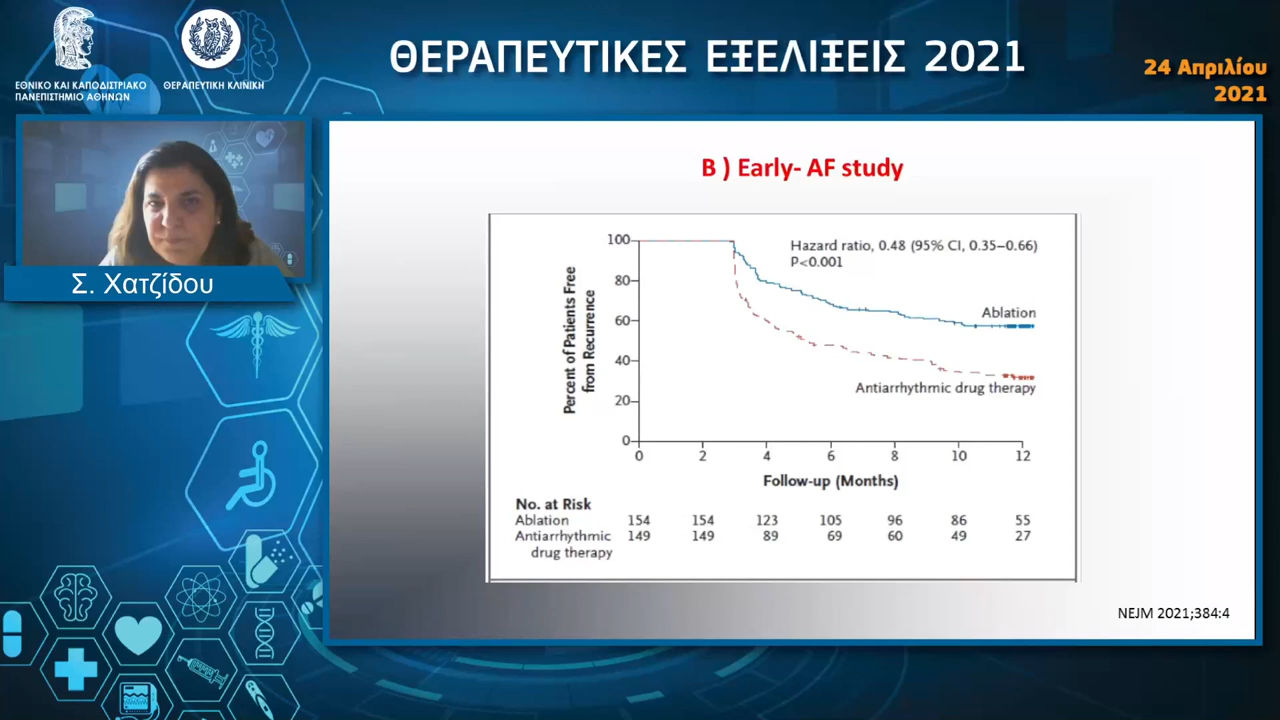 ΕΘΝΙΚΟ ΚΑΙ ΚΑΠΟΔΙΣΤΡΙΑΚΟ
ΠΑΝΕΠΙΣΤΗΜΙΟ ΑΘΗΝΩΝ
ΘΕΡΑΠΕΥΤΙΚΗ ΚΛΙΝΙΚΗ
ΘΕΡΑΠΕΥΤΙΚΕΣ ΕΞΕΛΙΞΕΙΣ 2021
24 Απριλίου
2021
Σ. Χατζίδου
B ) Early- AF study
Percent of Patients Free
from Recurrence
100
80
60
40
20
0
Hazard ratio, 0.48 (95% CI, 0.35–0.66)
P<0.001
Ablation
Antiarrhythmic drug therapy
0 2 4 6 8 10 12
Follow-up (Months)
No. at Risk
Ablation 154 154 123 105 96 86 55
Antiarrhythmic 149 149 89 69 60 49 27
drug therapy
NEJM 2021;384:4